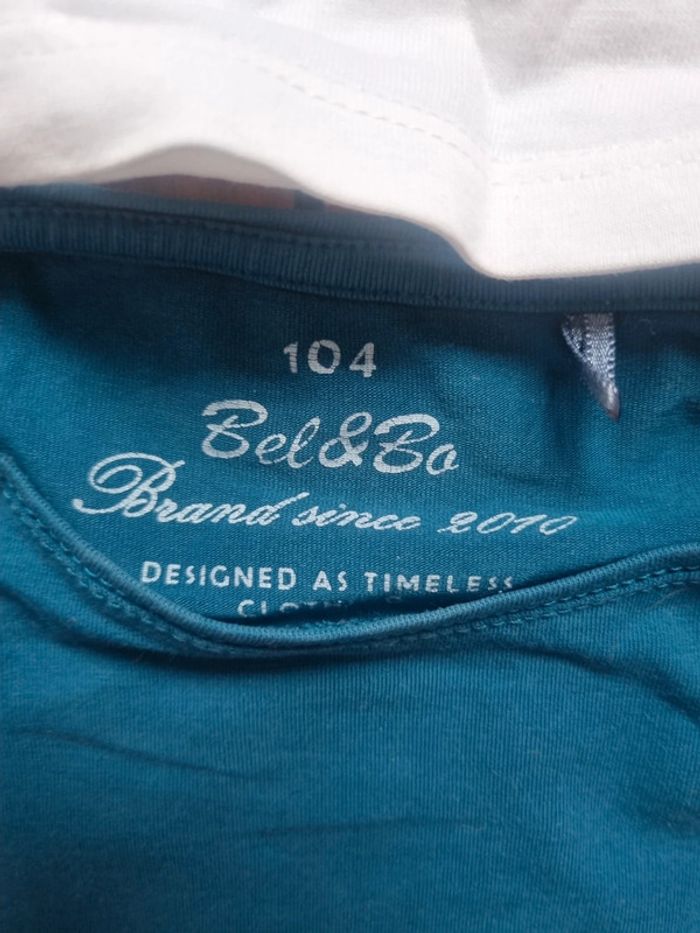 104
Bel&Bo
Brand since 2010
DESIGNED AS TIMELESS